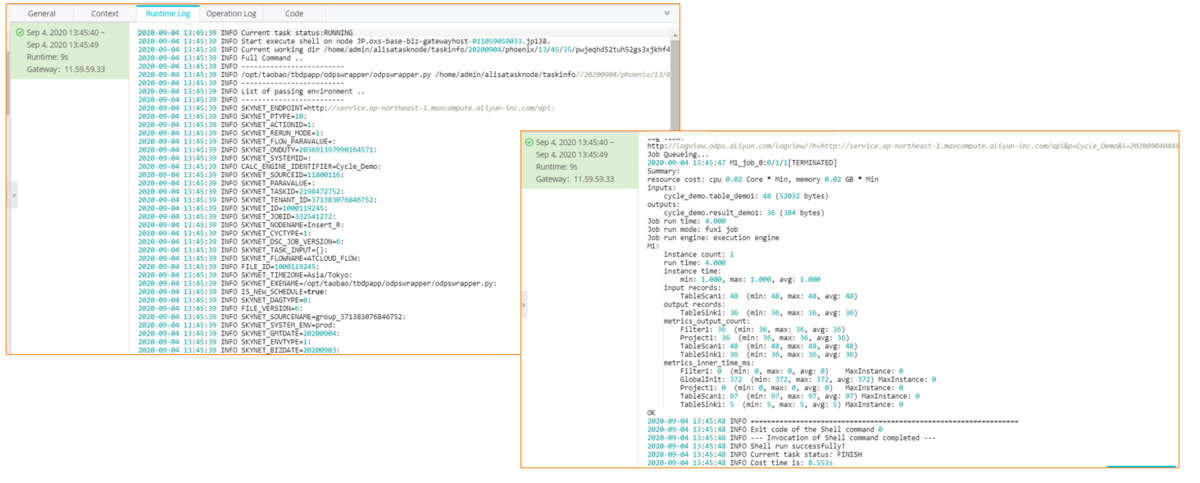 General Context Runtime Log Operation Log Code
Sep 4, 2020 13:45:40 ~
Sep 4, 2020 13:45:49
Runtime: 9s
Gateway: 11.59.59.33
2020-09-04 13:45:39 INFO Current task status:RUNNING
2020-09-04 13:45:39 INFO Start execute shell on node JP.oxs-base-biz-gatewayhost-011059059033.jp138.
2020-09-04 13:45:39 INFO Current working dir /home/admin/alisatasknode/taskinfo/20200904/phoenix/13/45/35/pwjeqhd52tuh52gs3xjkhf4
2020-09-04 13:45:39 INFO Full Command ..
2020-09-04 13:45:39 INFO -------------------------
2020-09-04 13:45:39 INFO /opt/taobao/tbdpapp/odpswrapper/odpswrapper.py /home/admin/alisatasknode/taskinfo//20200904/phoenix/13/4
2020-09-04 13:45:39 INFO -------------------------
2020-09-04 13:45:39 INFO List of passing environment ..
2020-09-04 13:45:39 INFO -------------------------
2020-09-04 13:45:39 INFO SKYNET_ENDPOINT=http://service.ap-northeast-1.maxcompute.aliyun-inc.com/api:
2020-09-04 13:45:39 INFO SKYNET_PTYPE=10:
2020-09-04 13:45:39 INFO SKYNET_ACTIONID=1:
2020-09-04 13:45:39 INFO SKYNET_RERUN_MODE=1:
2020-09-04 13:45:39 INFO SKYNET_FLOW_PARAVALUE=:
2020-09-04 13:45:39 INFO SKYNET_ONDUTY=203691397990164571:
2020-09-04 13:45:39 INFO SKYNET_SYSTEMID=:
2020-09-04 13:45:39 INFO CALC_ENGINE_IDENTIFIER=Cycle_Demo:
2020-09-04 13:45:39 INFO SKYNET_SOURCEID=11800116:
2020-09-04 13:45:39 INFO SKYNET_PARAVALUE=:
2020-09-04 13:45:39 INFO SKYNET_TASKID=2198472752:
2020-09-04 13:45:39 INFO SKYNET_TENANT_ID=371383076846752:
2020-09-04 13:45:39 INFO SKYNET_ID=1000119245:
2020-09-04 13:45:39 INFO SKYNET_JOBID=332541272:
2020-09-04 13:45:39 INFO SKYNET_NODENAME=Insert_R:
2020-09-04 13:45:39 INFO SKYNET_CYCTYPE=1:
2020-09-04 13:45:39 INFO SKYNET_DSC_JOB_VERSION=6:
2020-09-04 13:45:39 INFO SKYNET_TASK_INPUT={}:
2020-09-04 13:45:39 INFO SKYNET_FLOWNAME=ATCLOUD_FLOW:
2020-09-04 13:45:39 INFO FILE_ID=1000119245:
2020-09-04 13:45:39 INFO SKYNET_TIMEZONE=Asia/Tokyo:
2020-09-04 13:45:39 INFO SKYNET_EXENAME=/opt/taobao/tbdpapp/odpswrapper/odpswrapper.py:
2020-09-04 13:45:39 INFO IS_NEW_SCHEDULE=true:
2020-09-04 13:45:39 INFO SKYNET_DAGTYPE=0:
2020-09-04 13:45:39 INFO FILE_VERSION=6:
2020-09-04 13:45:39 INFO SKYNET_SOURCENAME=group_371383076846752:
2020-09-04 13:45:39 INFO SKYNET_SYSTEM_ENV=prod:
2020-09-04 13:45:39 INFO SKYNET_GMTDATE=20200904:
2020-09-04 13:45:39 INFO SKYNET_ENVTYPE=1:
2020-09-04 13:45:39 INFO SKYNET_BIZDATE=20200903:
Sep 4, 2020 13:45:40 ~
Sep 4, 2020 13:45:49
Runtime: 9s
Gateway: 11.59.59.33
http://logview.odps.aliyun.com/logview/?h=http://service.ap-northeast-1.maxcompute.aliyun-inc.com/api&p=Cycle_Demo&i=202009040445
Job Queueing...
2020-09-04 13:45:47 M1_job_0:0/1/1[TERMINATED]
Summary:
resource cost: cpu 0.02 Core * Min, memory 0.02 GB * Min
inputs:
cycle_demo.table_demo1: 48 (52032 bytes)
outputs:
cycle_demo.result_demo1: 36 (384 bytes)
Job run time: 4.000
Job run mode: fuxi job
Job run engine: execution engine
M1:
instance count: 1
run time: 4.000
instance time:
min: 1.000, max: 1.000, avg: 1.000
input records:
TableScan1: 48 (min: 48, max: 48, avg: 48)
output records:
TableSink1: 36 (min: 36, max: 36, avg: 36)
metrics_output_count:
Filter1: 36 (min: 36, max: 36, avg: 36)
Project1: 36 (min: 36, max: 36, avg: 36)
TableScan1: 48 (min: 48, max: 48, avg: 48)
TableSink1: 36 (min: 36, max: 36, avg: 36)
metrics_inner_time_ms:
Filter1: 0 (min: 0, max: 0, avg: 0) MaxInstance: 0
GlobalInit: 372 (min: 372, max: 372, avg: 372) MaxInstance: 0
Project1: 0 (min: 0, max: 0, avg: 0) MaxInstance: 0
TableScan1: 97 (min: 97, max: 97, avg: 97) MaxInstance: 0
TableSink1: 5 (min: 5, max: 5, avg: 5) MaxInstance: 0
OK
2020-09-04 13:45:48 INFO =================================================================
2020-09-04 13:45:48 INFO Exit code of the Shell command 0
2020-09-04 13:45:48 INFO --- Invocation of Shell command completed ---
2020-09-04 13:45:48 INFO Shell run successfully!
2020-09-04 13:45:48 INFO Current task status: FINISH
2020-09-04 13:45:48 INFO Cost time is: 8.553s